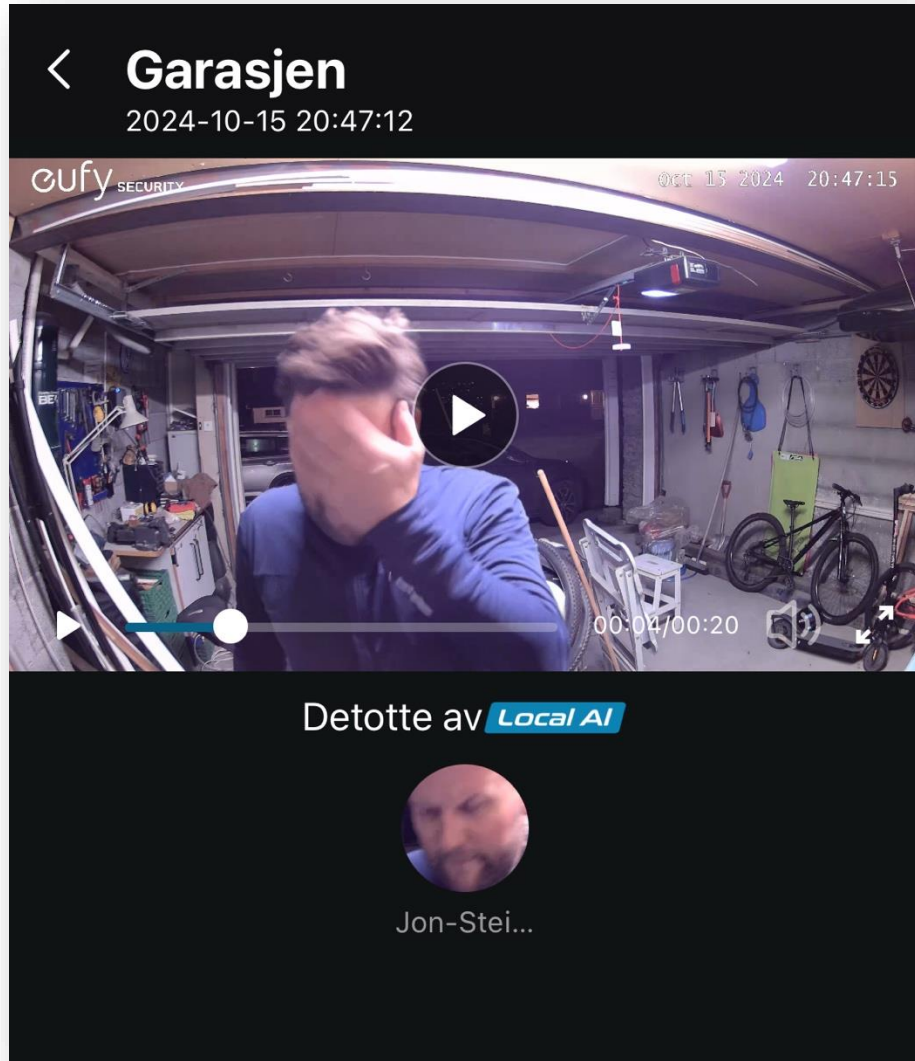 Garasjen
2024-10-15 20:47:12
eufy SECURITY
Oct 15 2024 20:47:15
BE
00:04/00:20
Detotte av Local AI
Jon-Stei...